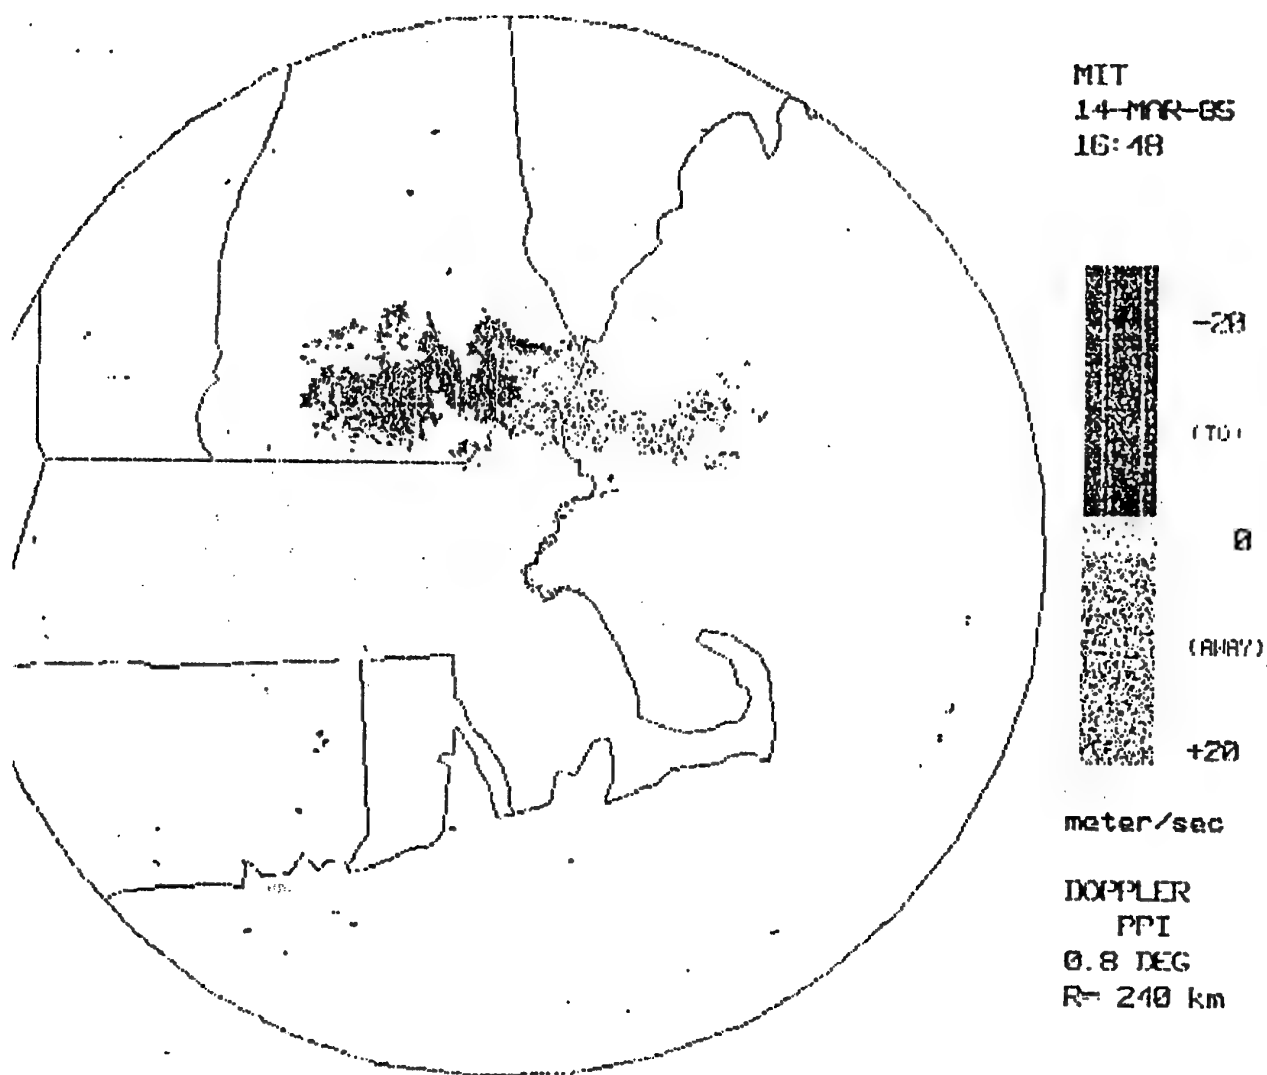 MIT
14-MAR-85
16:48
-20
(TO)
0
(AWAY)
+20
meter/sec
DOPPLER
PPI
0.8 DEG
R= 240 km